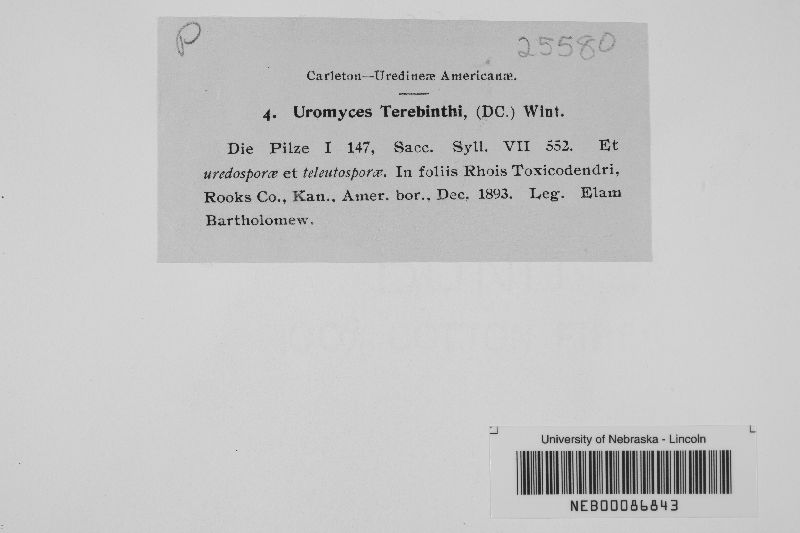 P
25580
Carleton—Uredineæ Americanæ.
4. Uromyces Terebinthi, (DC.) Wint.
Die Pilze I 147, Sacc. Syll. VII 552. Et
uredosporæ et teleutosporæ. In foliis Rhois Toxicodendri,
Rooks Co., Kan., Amer. bor., Dec. 1893. Leg. Elam
Bartholomew.
University of Nebraska - Lincoln
NEB00086843